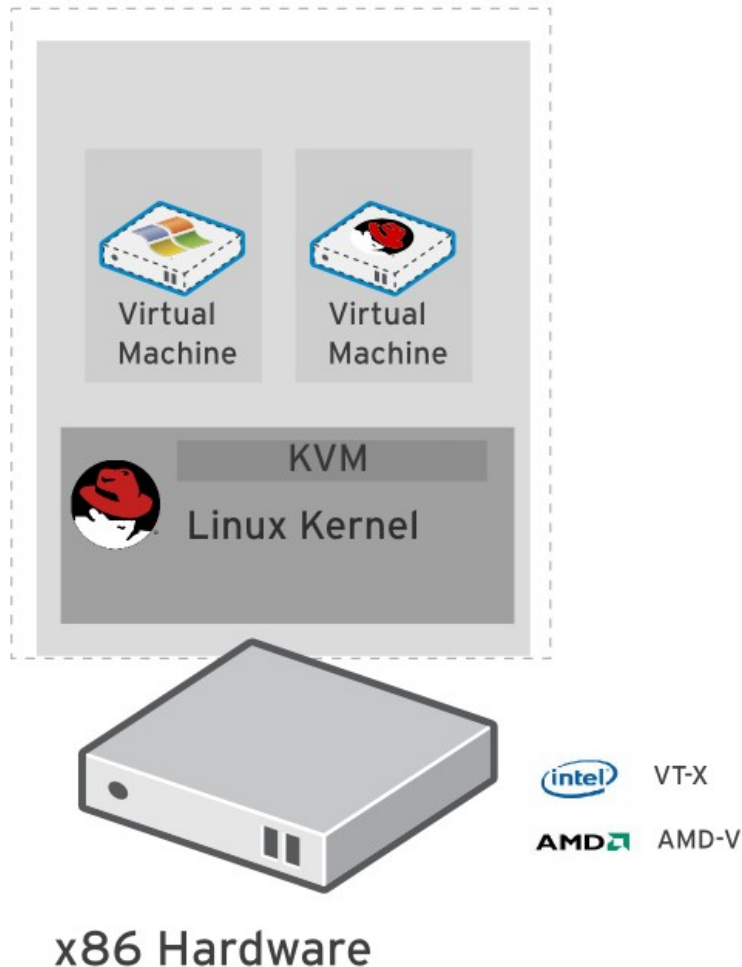 Virtual
Machine
Virtual
Machine
KVM
Linux Kernel
intel
VT-X
AMD
AMD-V
x86 Hardware